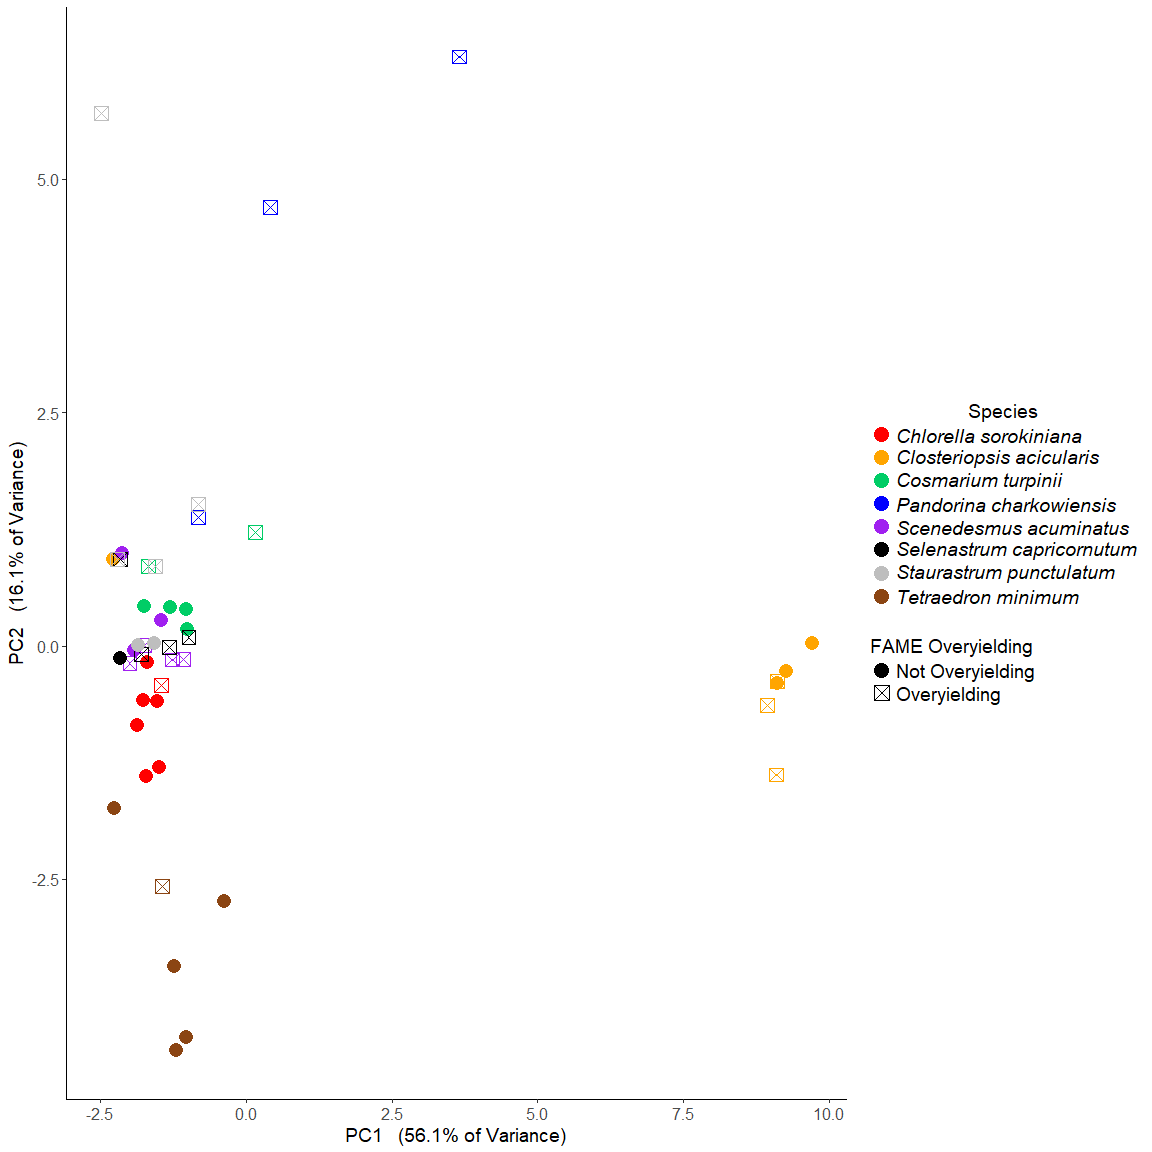 5.0
2.5
0.0
-2.5
PC2 (16.1% of Variance)
-2.5
0.0
2.5
5.0
7.5
10.0
PC1 (56.1% of Variance)
Species
Chlorella sorokiniana
Closteriopsis acicularis
Cosmarium turpinii
Pandorina charkowiensis
Scenedesmus acuminatus
Selenastrum capricornutum
Staurastrum punctulatum
Tetraedron minimum
FAME Overyielding
Not Overyielding
Overyielding